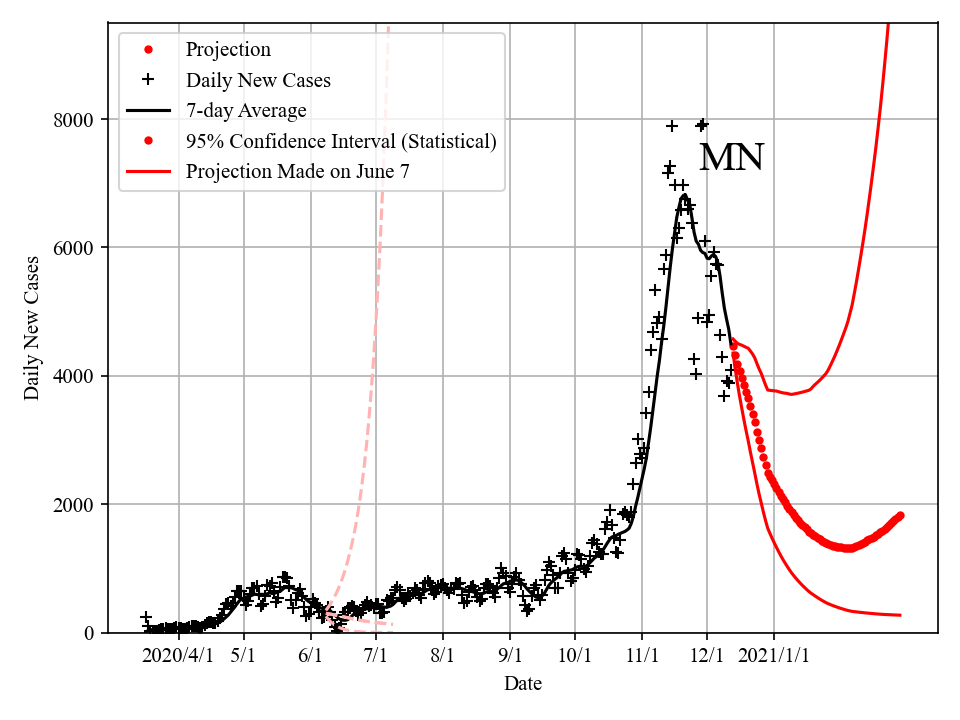 Projection
Daily New Cases
7-day Average
95% Confidence Interval (Statistical)
Projection Made on June 7
MN
8000
6000
4000
2000
0
Daily New Cases
2020/4/1 5/1 6/1 7/1 8/1 9/1 10/1 11/1 12/1 2021/1/1
Date